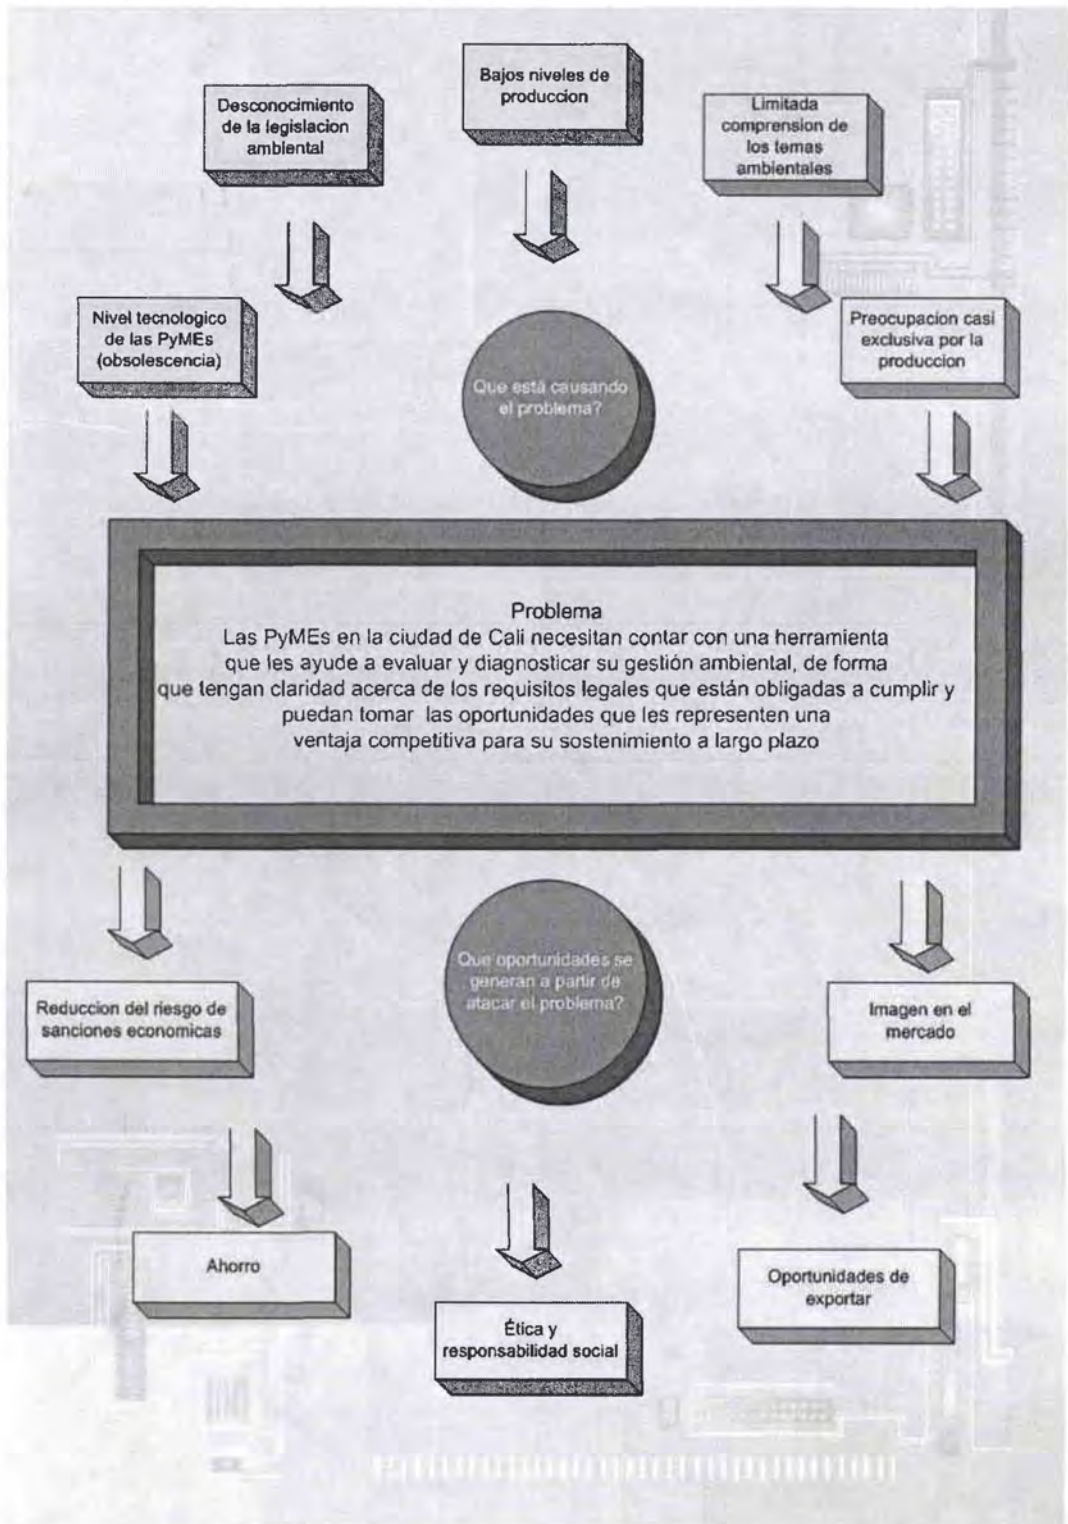 Bajos niveles de
produccion
Desconocimiento
de la legislacion
ambiental
Limitada
comprension de
los temas
ambientales
Nivel tecnologico
de las PyMEs
(obsolescencia)
Preocupacion casi
exclusiva por la
produccion
Que está causando
el problema?
Problema
Las PyMEs en la ciudad de Cali necesitan contar con una herramienta
que les ayude a evaluar y diagnosticar su gestión ambiental, de forma
que tengan claridad acerca de los requisitos legales que están obligadas a cumplir y
puedan tomar las oportunidades que les representen una
ventaja competitiva para su sostenimiento a largo plazo
Que oportunidades se
generan a partir de
atacar el problema?
Reduccion del riesgo de
sanciones economicas
Imagen en el
mercado
Ahorro
Oportunidades de
exportar
Ética y
responsabilidad social